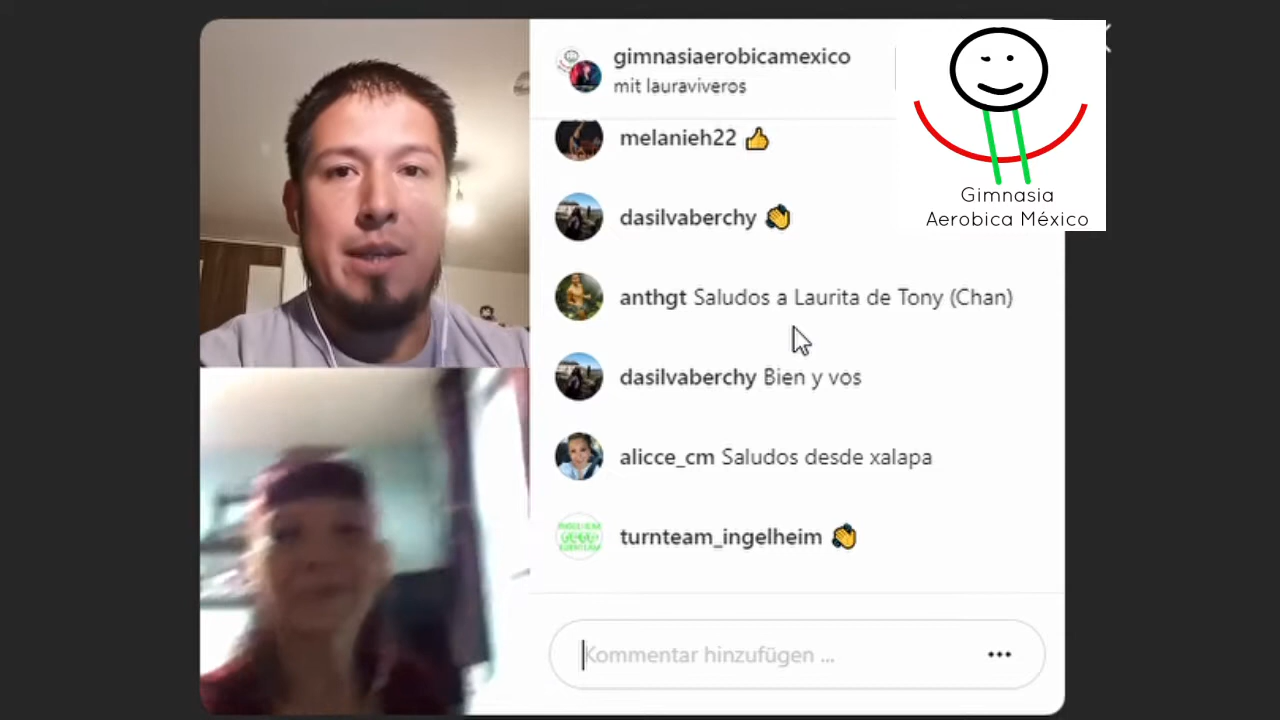 gimnasiaerobicamexico
mit lauraviveros
melanieh22 👍
dasilvaberchy 👏
anthgt Saludos a Laurita de Tony (Chan)
dasilvaberchy Bien y vos
alicce_cm Saludos desde xalapa
turnteam_ingelheim 👏
Kommentar hinzufügen ...
Gimnasia
Aerobica México